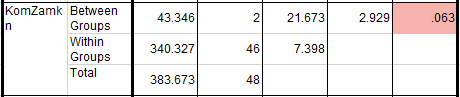 KomZamk Between 43.346 2 21.673 2.929 .063
n Groups
Within 340.327 46 7.398
Groups
Total 383.673 48